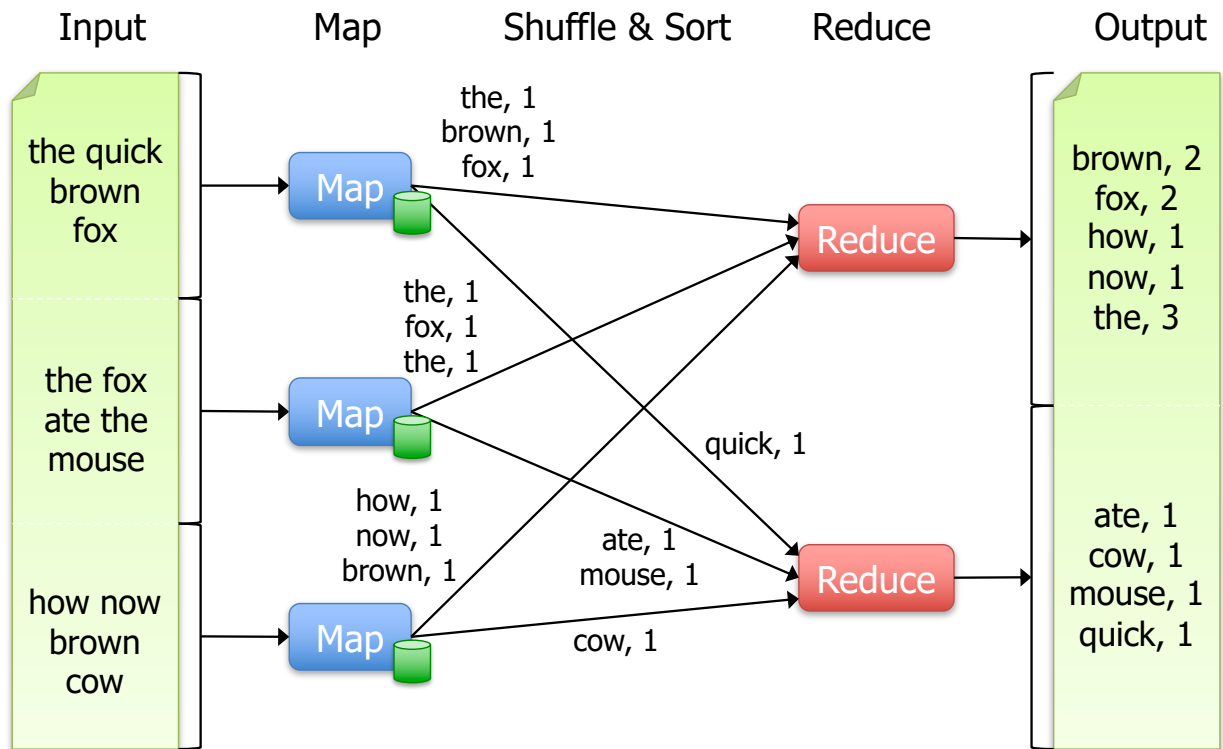 Input
Map
Shuffle & Sort
Reduce
Output
the quick
brown
fox
the fox
ate the
mouse
how now
brown
cow
Map
Map
Map
the, 1
brown, 1
fox, 1
the, 1
fox, 1
the, 1
how, 1
now, 1
brown, 1
quick, 1
ate, 1
mouse, 1
cow, 1
Reduce
Reduce
brown, 2
fox, 2
how, 1
now, 1
the, 3
ate, 1
cow, 1
mouse, 1
quick, 1